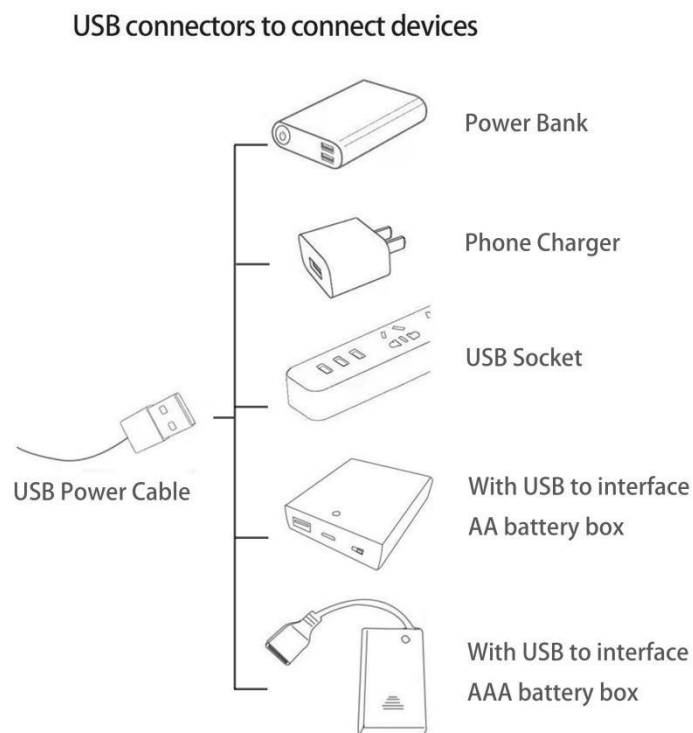 USB connectors to connect devices
Power Bank
Phone Charger
USB Socket
USB Power Cable
With USB to interface
AA battery box
With USB to interface
AAA battery box